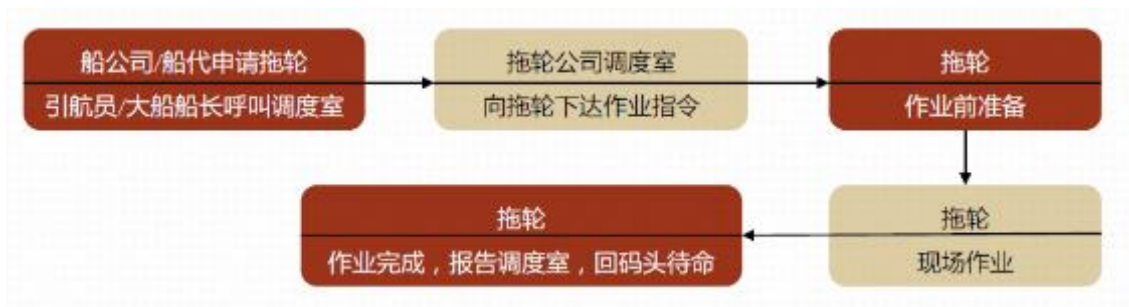 船公司/船代申请拖轮
引航员/大船船长呼叫调度室
拖轮公司调度室
向拖轮下达作业指令
拖轮
作业前准备
拖轮
现场作业
拖轮
作业完成，报告调度室，回码头待命